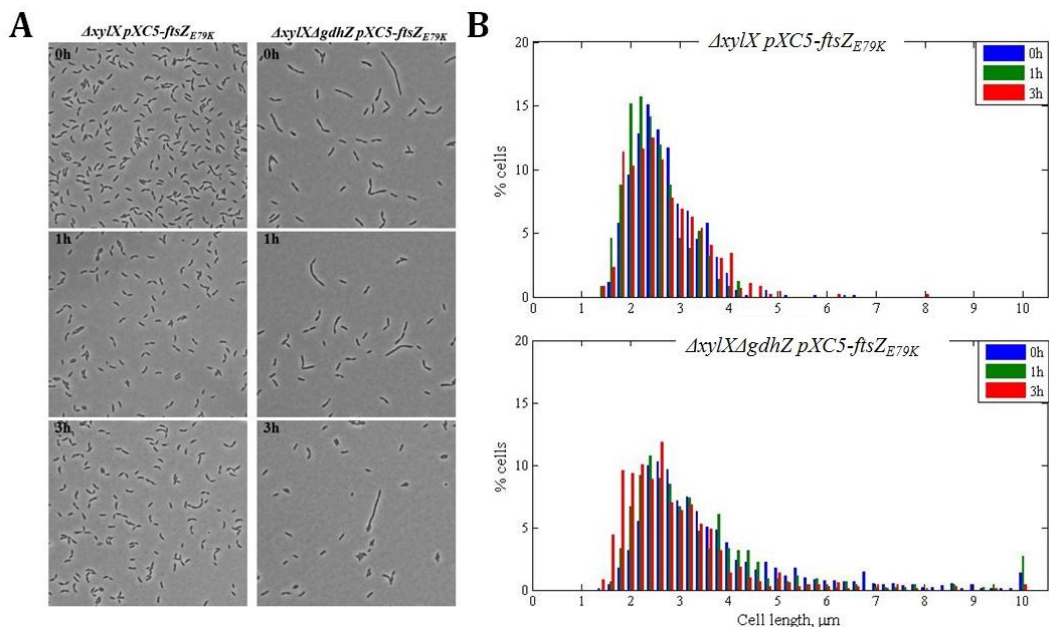 A
ΔxylX pXC5-ftsZE79K
ΔxylXΔgdhZ pXC5-ftsZE79K
0h
0h
1h
1h
3h
3h
B
ΔxylX pXC5-ftsZE79K
0h
1h
3h
% cells
20
15
10
5
0
0 1 2 3 4 5 6 7 8 9 10
ΔxylXΔgdhZ pXC5-ftsZE79K
0h
1h
3h
% cells
20
15
10
5
0
0 1 2 3 4 5 6 7 8 9 10
Cell length, μm